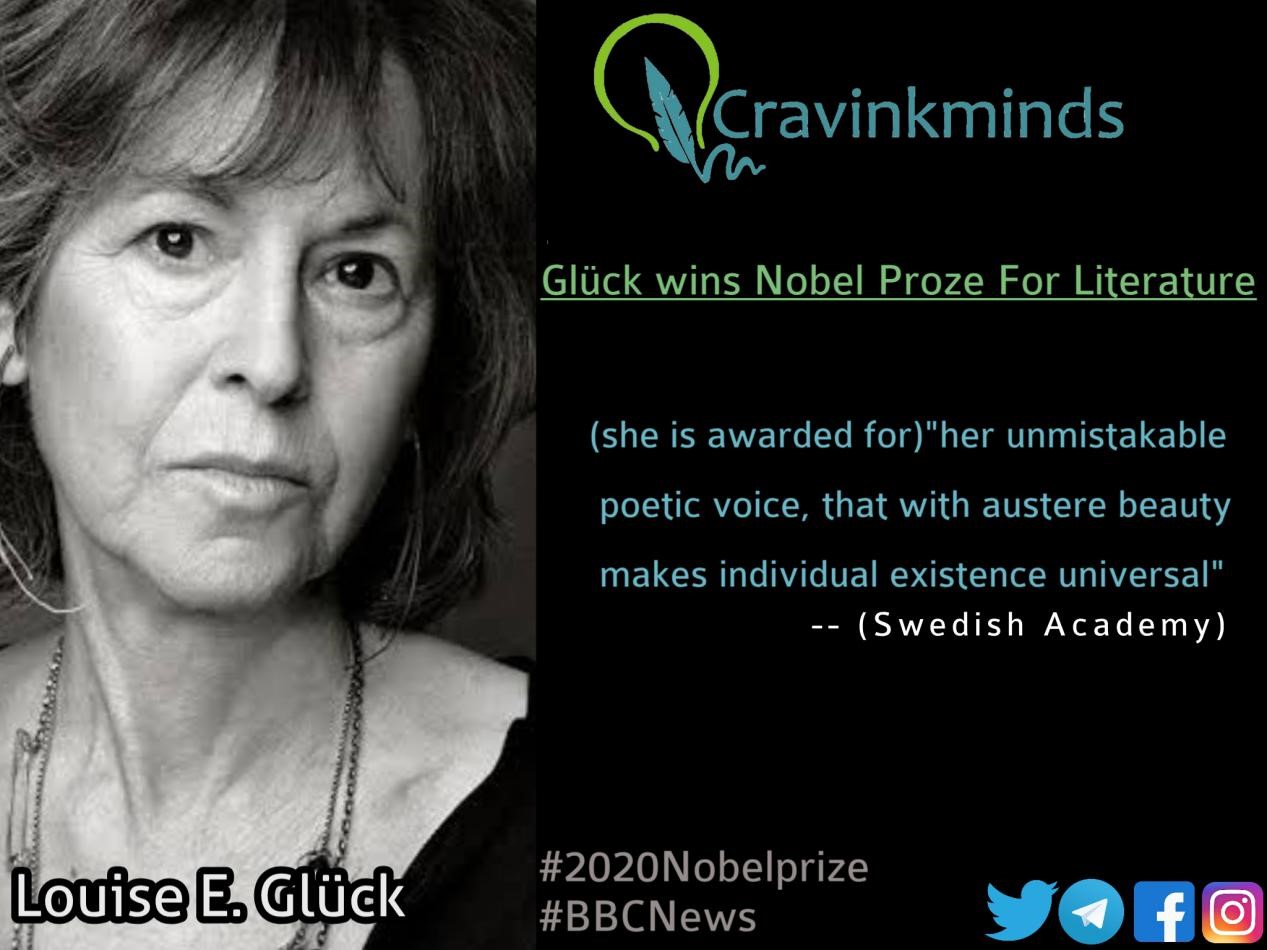 Cravinkminds
Glück wins Nobel Proze For Literature
(she is awarded for)"her unmistakable
poetic voice, that with austere beauty
makes individual existence universal"
-- (Swedish Academy)
Louise E. Glück
#2020Nobelprize
#BBCNews